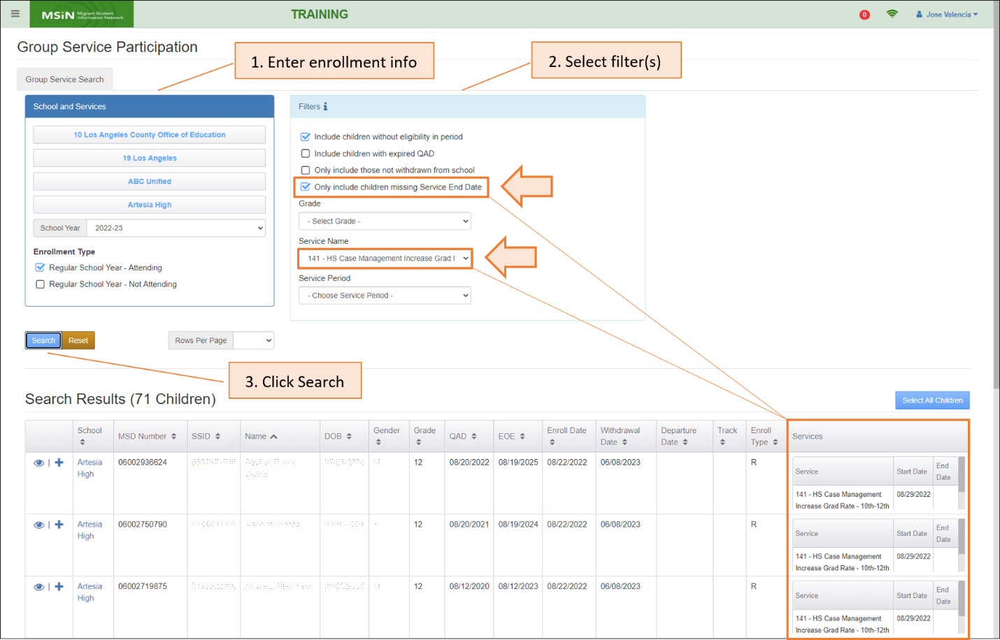 MSiN Migrant Student
Information Network
TRAINING
0
Jose Valencia
Group Service Participation
1. Enter enrollment info
2. Select filter(s)
Group Service Search
School and Services
10 Los Angeles County Office of Education
19 Los Angeles
ABC Unified
Artesia High
School Year 2022-23
Enrollment Type
Regular School Year - Attending
Regular School Year - Not Attending
Filters
Include children without eligibility in period
Include children with expired QAD
Only include those not withdrawn from school
Only include children missing Service End Date
Grade
- Select Grade -
Service Name
141 - HS Case Management Increase Grad
Service Period
- Choose Service Period -
Search Reset Rows Per Page
3. Click Search
Search Results (71 Children)
Select All Children
School MSD Number SSID Name DOB Gender Grade QAD EOE Enroll Date Withdrawal Date Departure Date Track Enroll Type Services
Artesia High 06002936624 12 08/20/2022 08/19/2025 08/22/2022 06/08/2023 R
Service Start Date End Date
141 - HS Case Management 08/29/2022
Increase Grad Rate - 10th-12th
Artesia High 06002750790 12 08/20/2021 08/19/2024 08/22/2022 06/08/2023 R
Service Start Date End Date
141 - HS Case Management 08/29/2022
Increase Grad Rate - 10th-12th
Artesia High 06002719875 12 08/12/2020 08/12/2023 08/22/2022 06/08/2023 R
Service Start Date End Date
141 - HS Case Management 08/29/2022
Increase Grad Rate - 10th-12th